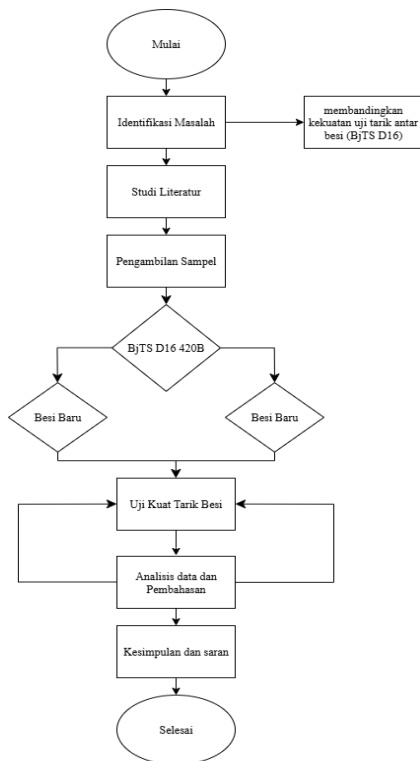 Mulai
Identifikasi Masalah
membandingkan
kekuatan uji tarik antar
besi (BjTS D16)
Studi Literatur
Pengambilan Sampel
BjTS D16 420B
Besi Baru
Besi Baru
Uji Kuat Tarik Besi
Analisis data dan
Pembahasan
Kesimpulan dan saran
Selesai